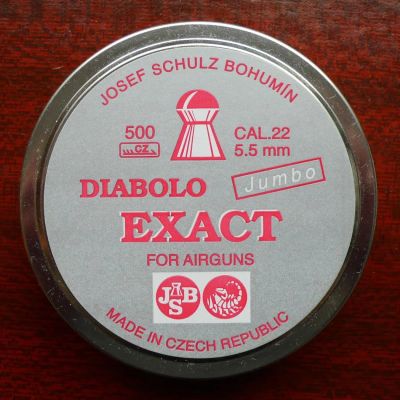 JOSEF SCHULZ BOHUMÍN
500
CZ
CAL.22
5.5 mm
DIABOLO
Jumbo
EXACT
FOR AIRGUNS
JSB
MADE IN CZECH REPUBLIC